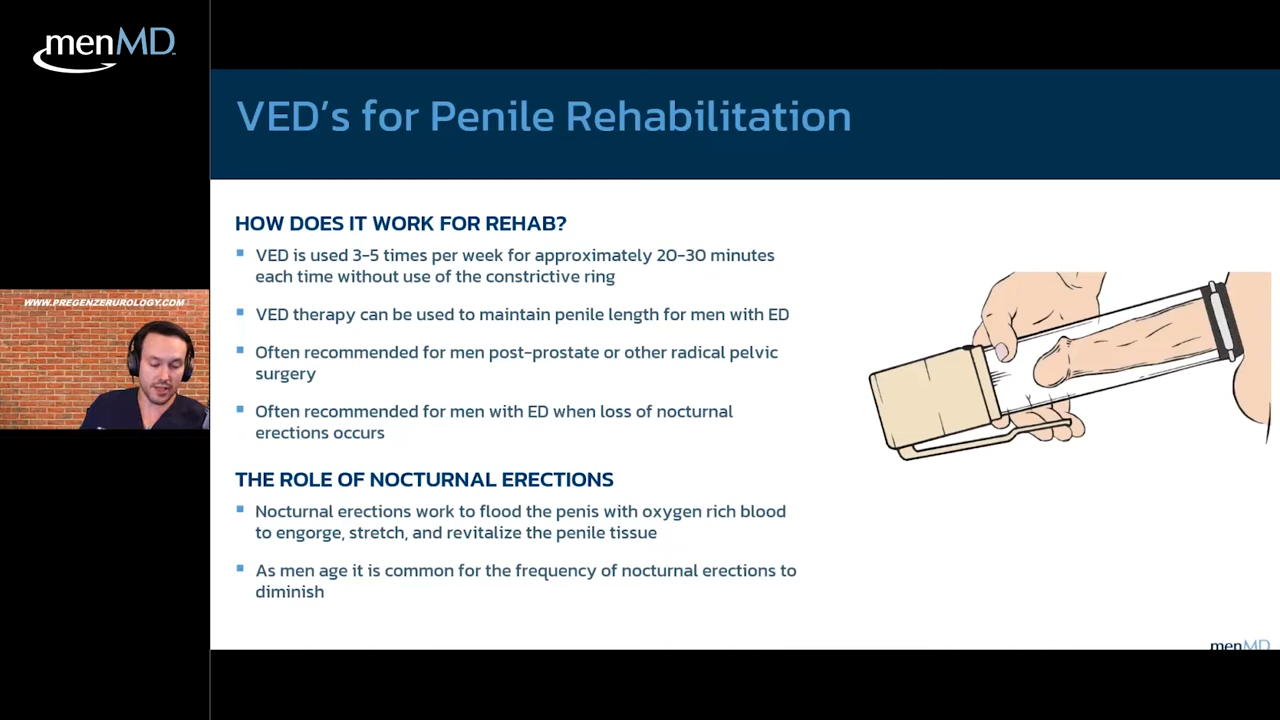 menMD
VED's for Penile Rehabilitation
HOW DOES IT WORK FOR REHAB?
VED is used 3-5 times per week for approximately 20-30 minutes
each time without use of the constrictive ring
VED therapy can be used to maintain penile length for men with ED
Often recommended for men post-prostate or other radical pelvic
surgery
Often recommended for men with ED when loss of nocturnal
erections occurs
THE ROLE OF NOCTURNAL ERECTIONS
Nocturnal erections work to flood the penis with oxygen rich blood
to engorge, stretch, and revitalize the penile tissue
As men age it is common for the frequency of nocturnal erections to
diminish
WWW.PREGENZERUROLOGY.COM
menMD